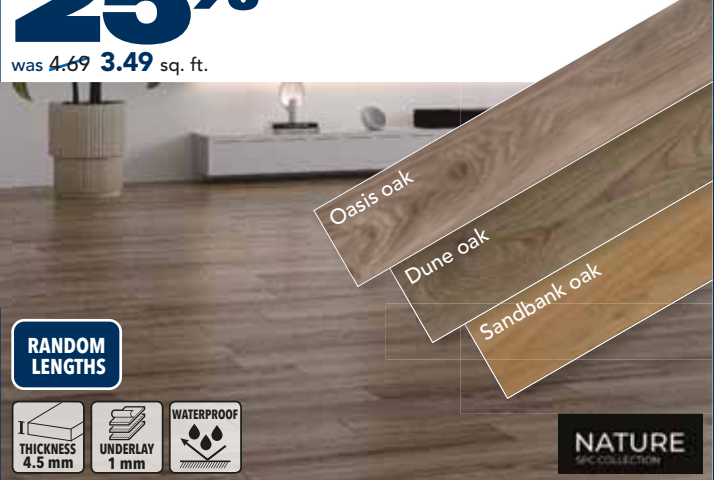 25%
was 4.69 3.49 sq. ft.
Oasis oak
Dune oak
Sandbank oak
RANDOM
LENGTHS
THICKNESS
4.5 mm
UNDERLAY
1 mm
WATERPROOF
NATURE
SPC COLLECTION